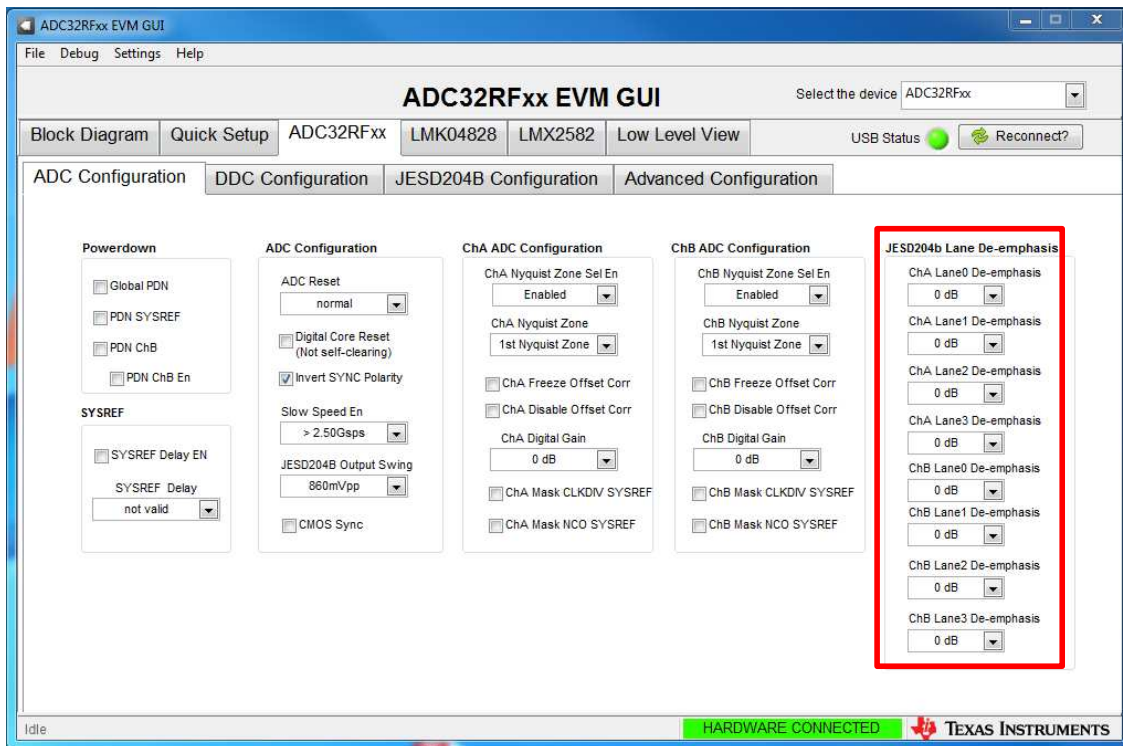 ADC32RFxx EVM GUI
File Debug Settings Help
ADC32RFxx EVM GUI
Select the device ADC32RFxx
Block Diagram Quick Setup ADC32RFxx LMK04828 LMX2582 Low Level View
USB Status Reconnect?
ADC Configuration DDC Configuration JESD204B Configuration Advanced Configuration
Powerdown
Global PDN
PDN SYSREF
PDN ChB
PDN ChB En
SYSREF
SYSREF Delay EN
SYSREF Delay
not valid
ADC Configuration
ADC Reset
normal
Digital Core Reset
(Not self-clearing)
Invert SYNC Polarity
Slow Speed En
> 2.50Gsps
JESD204B Output Swing
860mVpp
CMOS Sync
ChA ADC Configuration
ChA Nyquist Zone Sel En
Enabled
ChA Nyquist Zone
1st Nyquist Zone
ChA Freeze Offset Corr
ChA Disable Offset Corr
ChA Digital Gain
0 dB
ChA Mask CLKDIV SYSREF
ChA Mask NCO SYSREF
ChB ADC Configuration
ChB Nyquist Zone Sel En
Enabled
ChB Nyquist Zone
1st Nyquist Zone
ChB Freeze Offset Corr
ChB Disable Offset Corr
ChB Digital Gain
0 dB
ChB Mask CLKDIV SYSREF
ChB Mask NCO SYSREF
JESD204b Lane De-emphasis
ChA Lane0 De-emphasis
0 dB
ChA Lane1 De-emphasis
0 dB
ChA Lane2 De-emphasis
0 dB
ChA Lane3 De-emphasis
0 dB
ChB Lane0 De-emphasis
0 dB
ChB Lane1 De-emphasis
0 dB
ChB Lane2 De-emphasis
0 dB
ChB Lane3 De-emphasis
0 dB
Idle
HARDWARE CONNECTED
TEXAS INSTRUMENTS